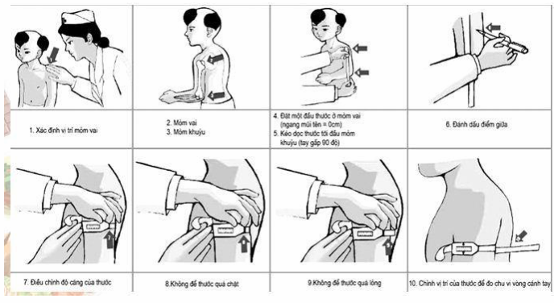 1. Xác định vị trí mỏm vai
2. Mỏm vai
3. Mỏm khuỷu
4. Đặt một đầu thước ở mỏm vai
(ngang mũi tên = 0cm)
5. Kéo dọc thước tới đầu mỏm
khuỷu (tay gấp 90 độ)
6. Đánh dấu điểm giữa
7. Điều chỉnh độ căng của thước
8.Không để thước quá chặt
9.Không để thước quá lỏng
10. Chỉnh vị trí của thước để đo chu vi vòng cánh tay